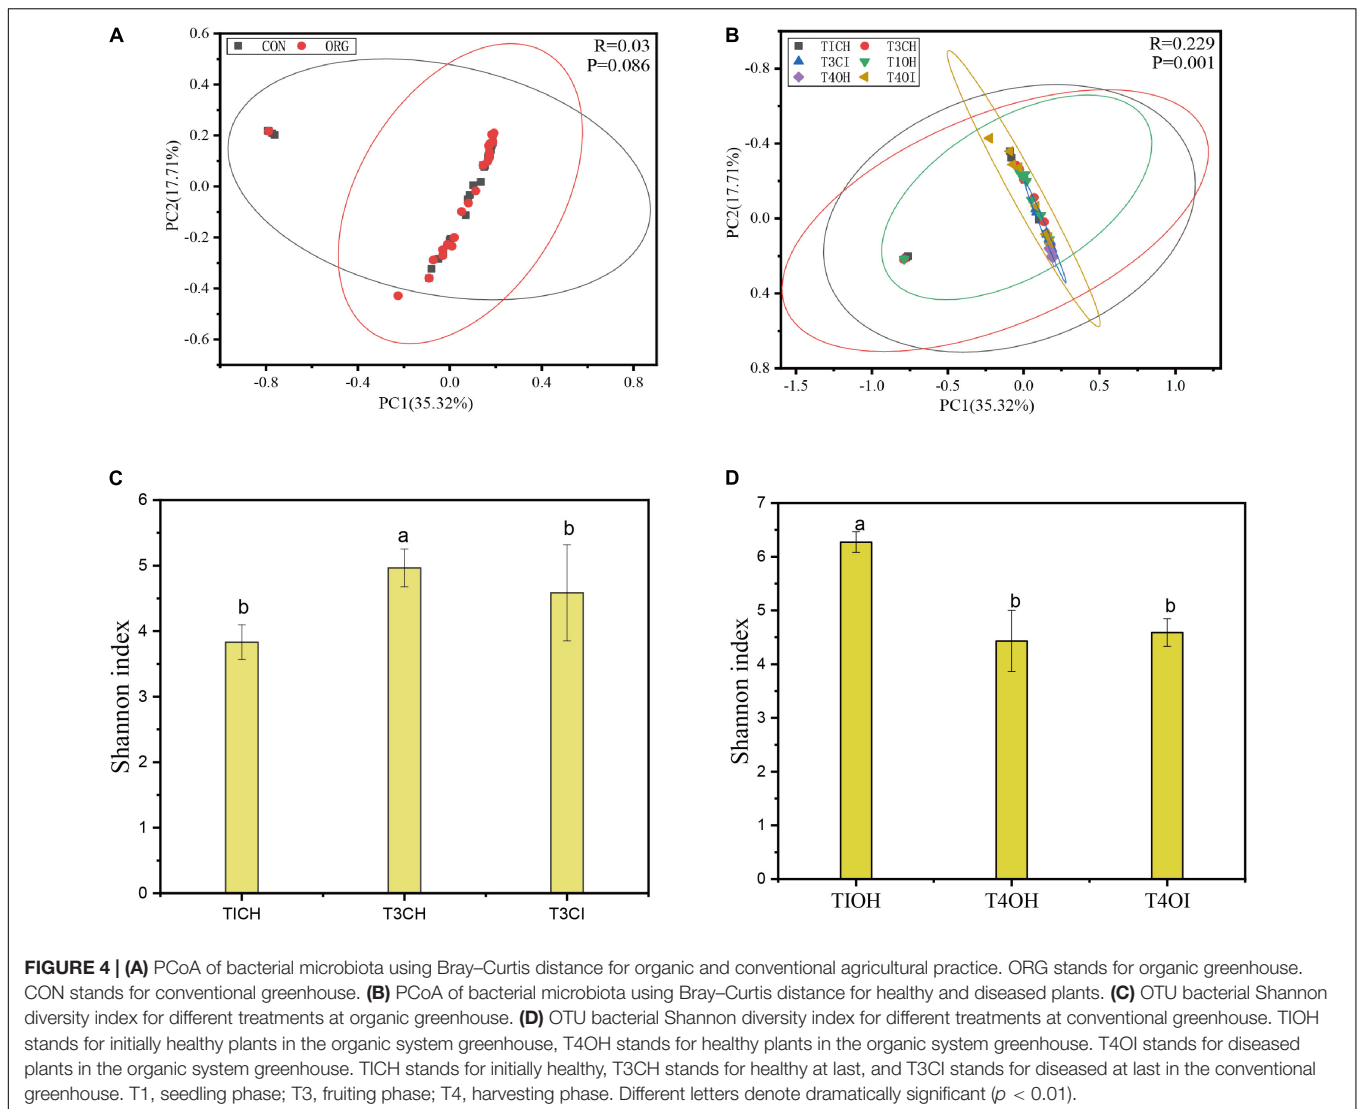 A
CON ORG
R=0.03
P=0.086
0.6
0.4
0.2
0.0
-0.2
-0.4
-0.6
PC2(17.71%)
-0.8 -0.4 0.0 0.4 0.8
PC1(35.32%)
B
TICH T3CH
T3CI T1OH
T4OH T4OI
R=0.229
P=0.001
-0.8
-0.4
0.0
0.4
0.8
PC2(17.71%)
-1.5 -1.0 -0.5 0.0 0.5 1.0
PC1(35.32%)
C
6
5
4
3
2
1
0
Shannon index
b a b
TICH T3CH T3CI
D
7
6
5
4
3
2
1
0
Shannon index
a b b
TIOH T4OH T4OI
FIGURE 4 | (A) PCoA of bacterial microbiota using Bray–Curtis distance for organic and conventional agricultural practice. ORG stands for organic greenhouse.
CON stands for conventional greenhouse. (B) PCoA of bacterial microbiota using Bray–Curtis distance for healthy and diseased plants. (C) OTU bacterial Shannon
diversity index for different treatments at organic greenhouse. (D) OTU bacterial Shannon diversity index for different treatments at conventional greenhouse. TIOH
stands for initially healthy plants in the organic system greenhouse, T4OH stands for healthy plants in the organic system greenhouse. T4OI stands for diseased
plants in the organic system greenhouse. TICH stands for initially healthy, T3CH stands for healthy at last, and T3CI stands for diseased at last in the conventional
greenhouse. T1, seedling phase; T3, fruiting phase; T4, harvesting phase. Different letters denote dramatically significant (p < 0.01).